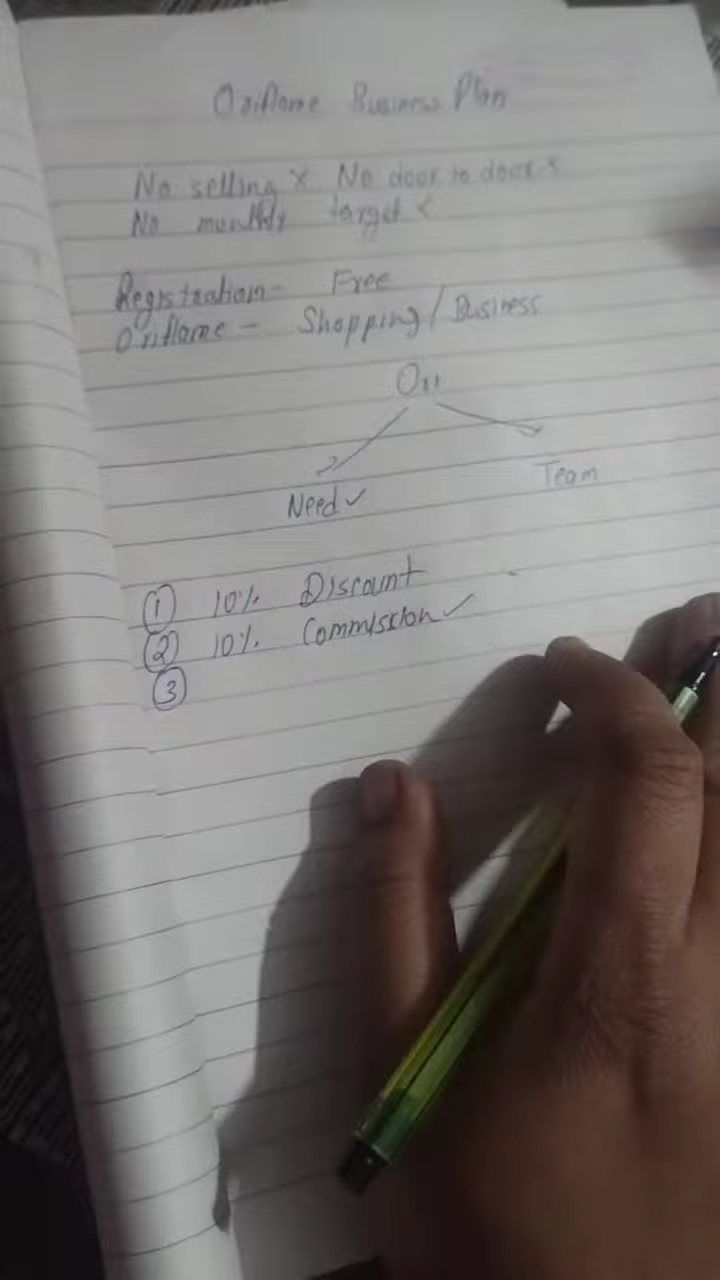 Oriflame Business Plan
No selling × No door to door ×
No monthly target ×
Registration - Free
Oriflame - Shopping / Business
Ori
Need ✓ Team
① 10% Discount
② 10% Commission ✓
③